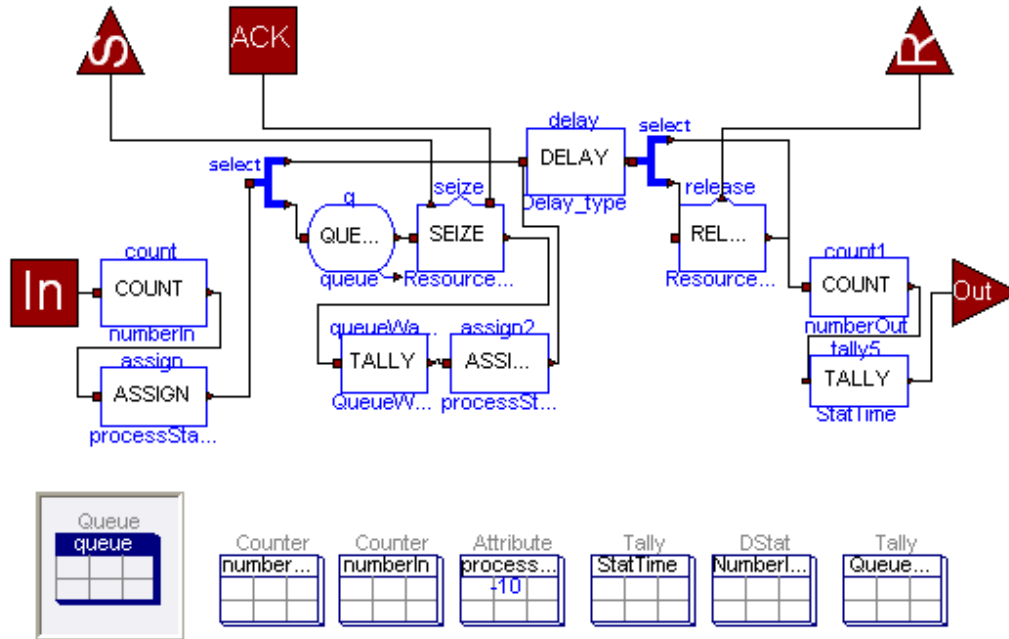 S
ACK
R
delay
select
DELAY
select
Delay_type
release
q
seize
QUE...
SEIZE
REL...
queue
Resource...
Resource...
In
count
COUNT
numberIn
count1
COUNT
numberOut
Out
assign
ASSIGN
processSta...
queueWa...
TALLY
QueueW...
assign2
ASSI...
processSt...
tally5
TALLY
StatTime
Queue
queue
Counter
number...
Counter
numberIn
Attribute
process...
-10
Tally
StatTime
DStat
NumberI...
Tally
Queue...